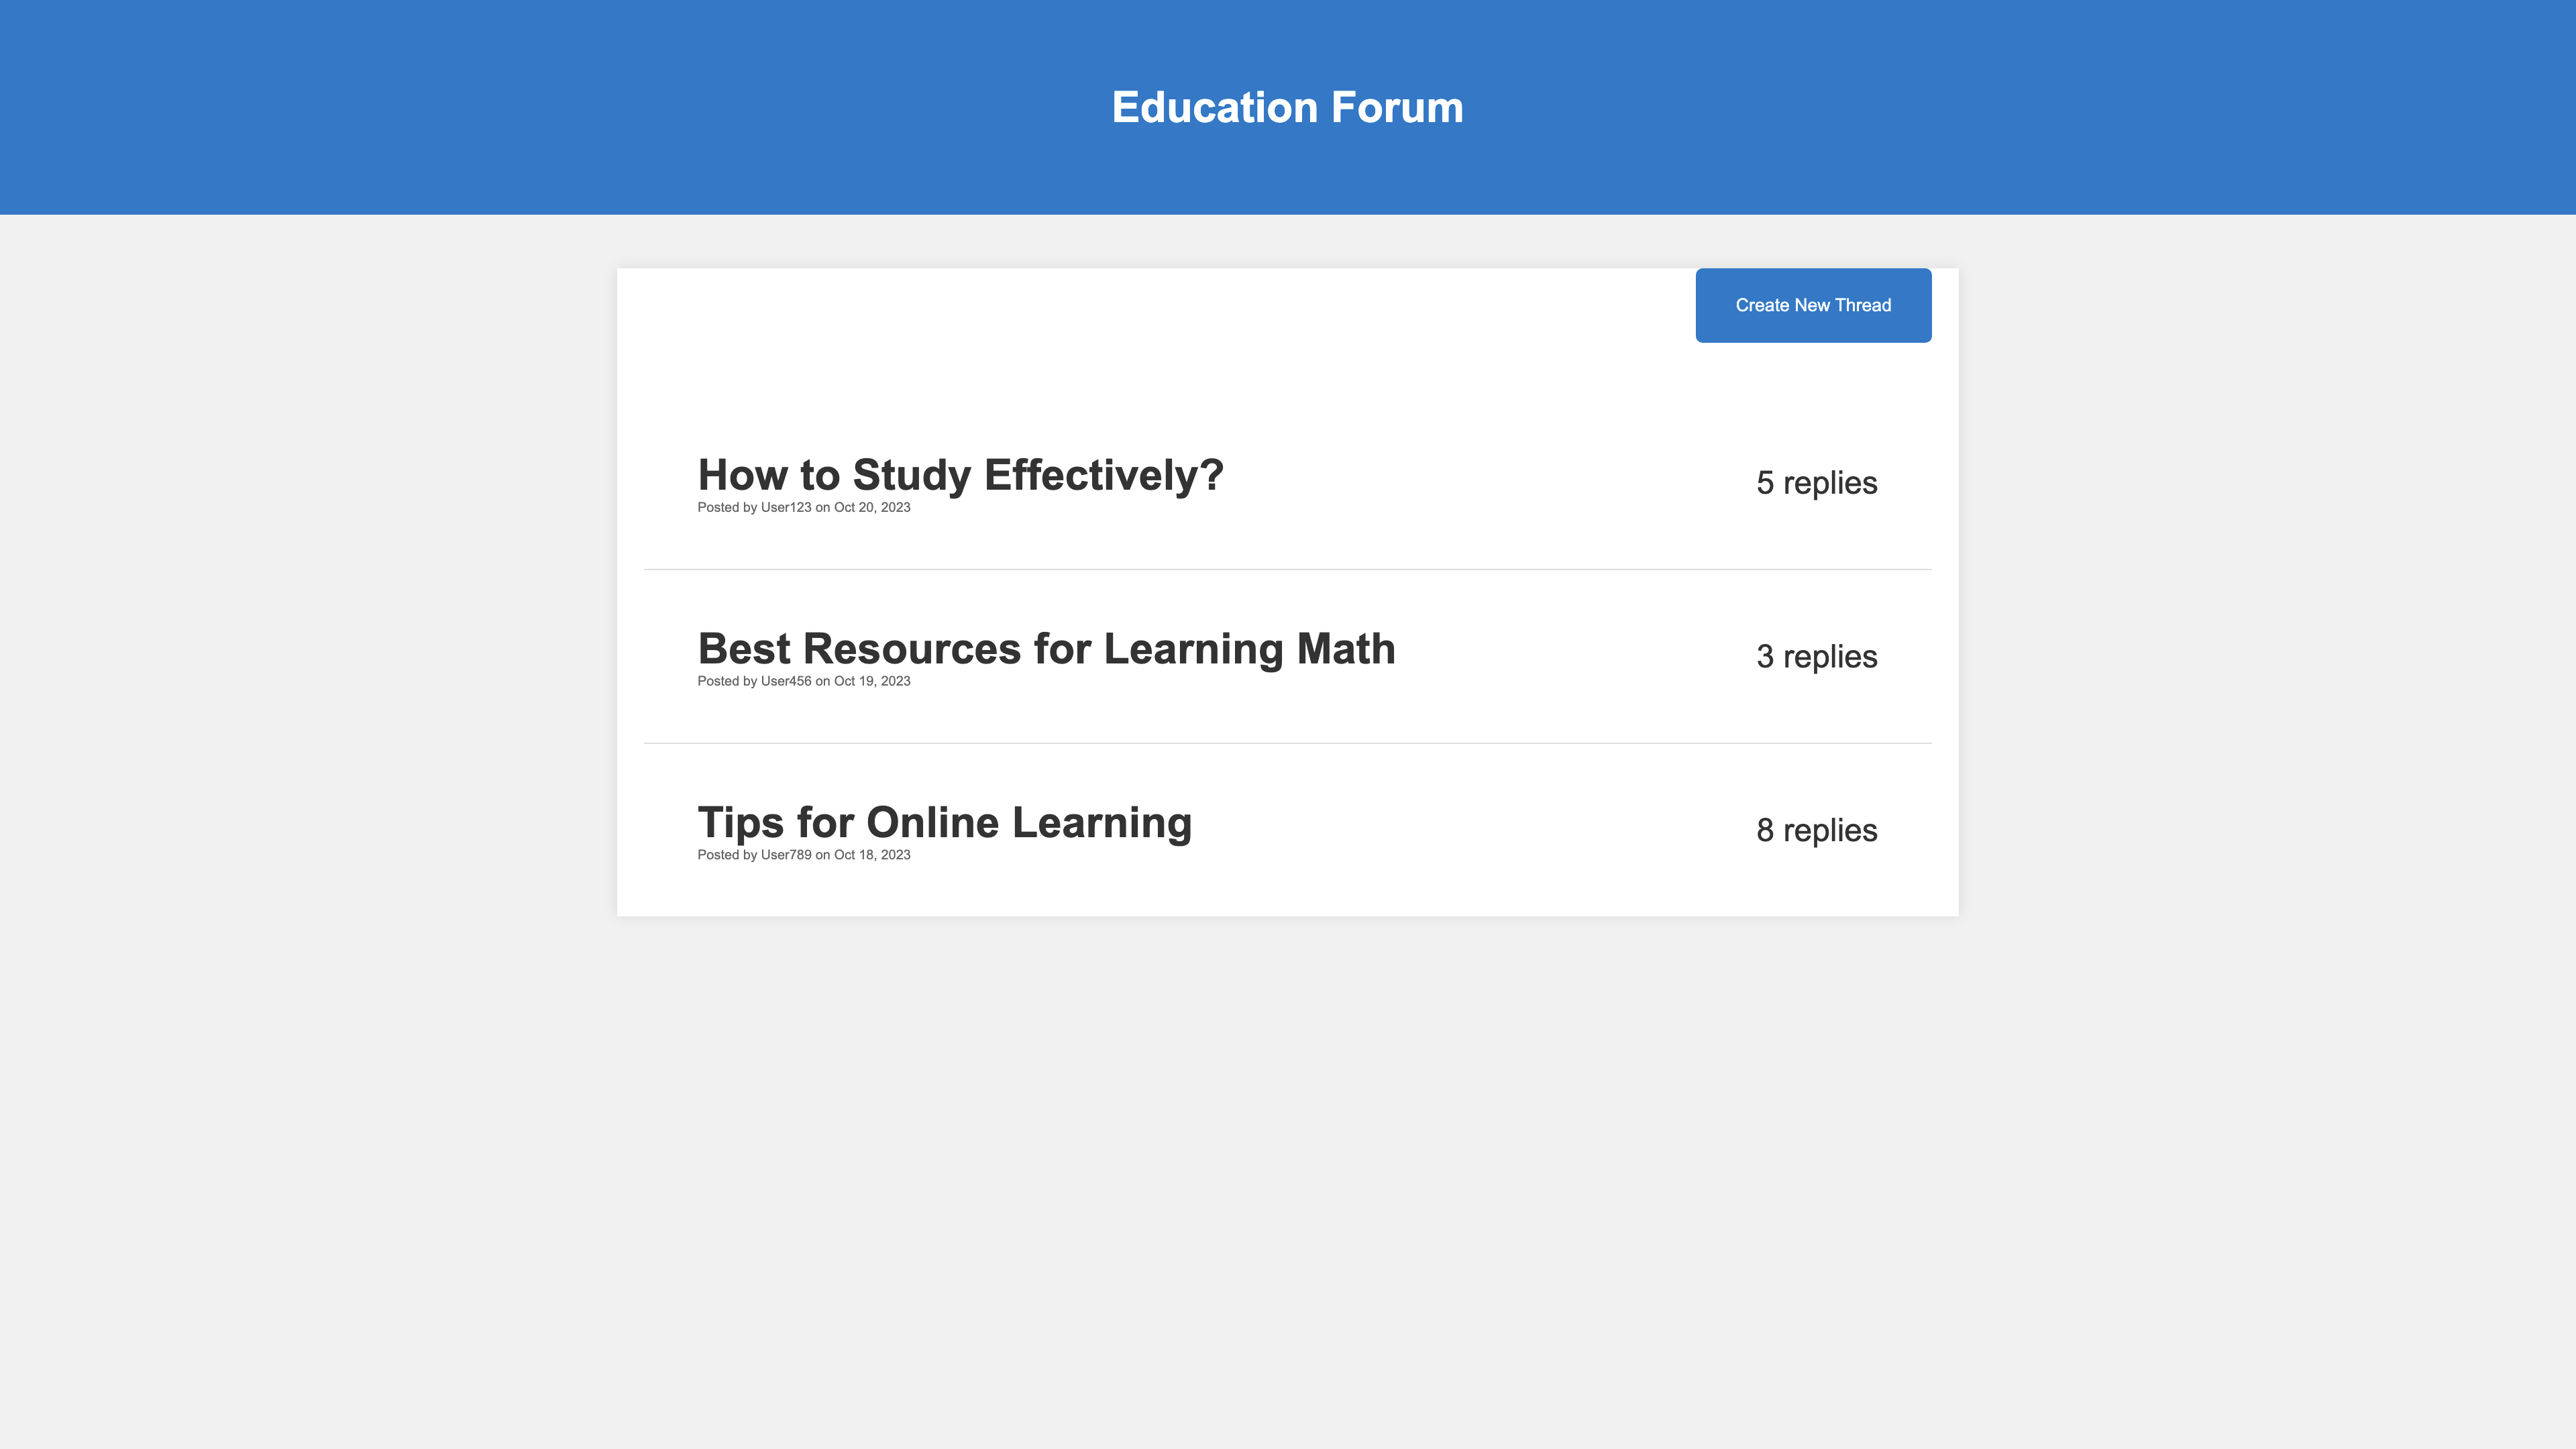 Education Forum
Create New Thread
How to Study Effectively?
Posted by User123 on Oct 20, 2023
5 replies
Best Resources for Learning Math
Posted by User456 on Oct 19, 2023
3 replies
Tips for Online Learning
Posted by User789 on Oct 18, 2023
8 replies